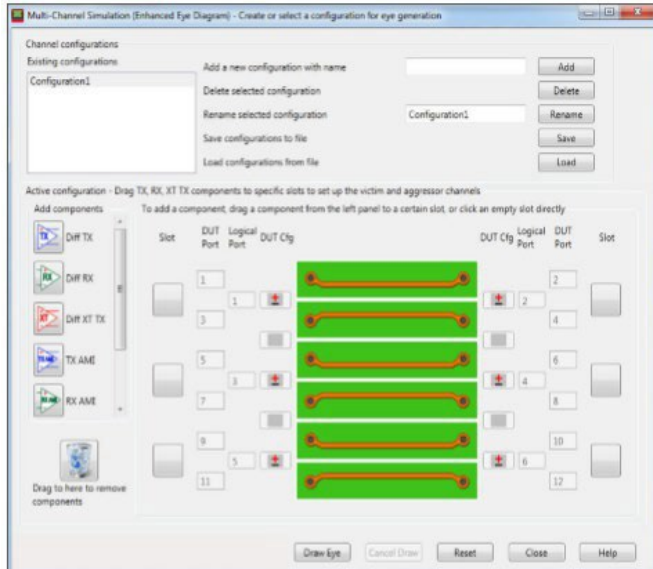 Multi-Channel Simulation (Enhanced Eye Diagram) - Create or select a configuration for eye generation
Channel configurations
Existing configurations
Configuration1
Add a new configuration with name
Add
Delete selected configuration
Delete
Rename selected configuration
Configuration1
Rename
Save configurations to file
Save
Load configurations from file
Load
Active configuration - Drag TX, RX, XT TX components to specific slots to set up the victim and aggressor channels
Add components
To add a component, drag a component from the left panel to a certain slot, or click an empty slot directly
TX Diff TX
RX Diff RX
XT Diff XT TX
TX AMI TX AMI
RX AMI RX AMI
Drag to here to remove
components
Slot DUT Port Logical Port DUT Cfg DUT Cfg Logical Port DUT Port Slot
1 2
1 2
3 4
5 6
3 4
7 8
9 10
5 6
11 12
Draw Eye Cancel Draw Reset Close Help